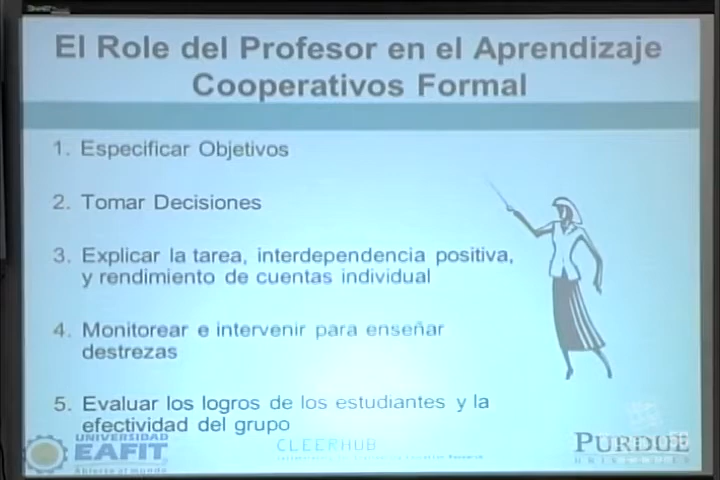 El Role del Profesor en el Aprendizaje
Cooperativos Formal
1. Especificar Objetivos
2. Tomar Decisiones
3. Explicar la tarea, interdependencia positiva,
y rendimiento de cuentas individual
4. Monitorear e intervenir para enseñar
destrezas
5. Evaluar los logros de los estudiantes y la
efectividad del grupo
UNIVERSIDAD
EAFIT
Abierta al mundo
CLEERHUB
PURDUE